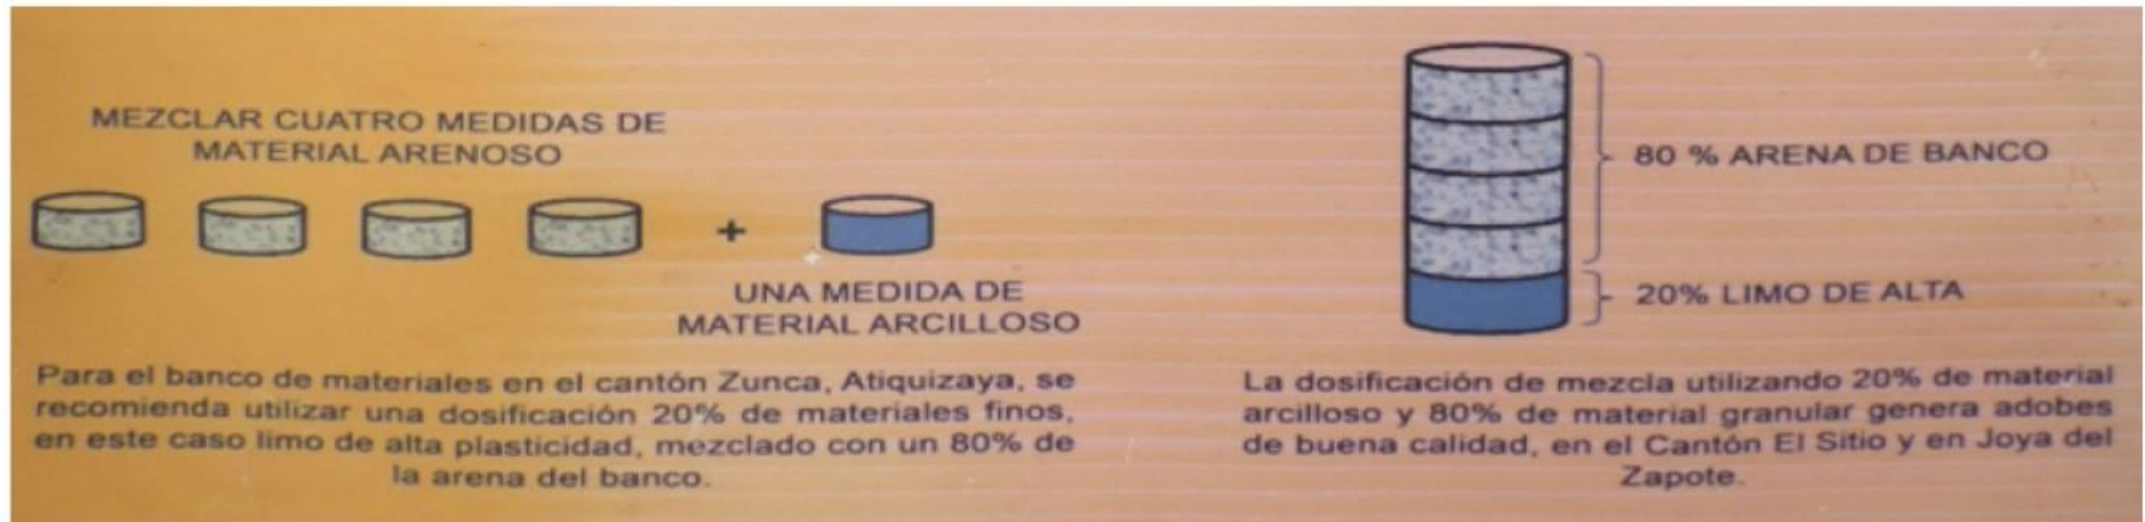 MEZCLAR CUATRO MEDIDAS DE
MATERIAL ARENOSO
+
UNA MEDIDA DE
MATERIAL ARCILLOSO
Para el banco de materiales en el cantón Zunca, Atiquizaya, se
recomienda utilizar una dosificación 20% de materiales finos,
en este caso limo de alta plasticidad, mezclado con un 80% de
la arena del banco.
80 % ARENA DE BANCO
20% LIMO DE ALTA
La dosificación de mezcla utilizando 20% de material
arcilloso y 80% de material granular genera adobes
de buena calidad, en el Cantón El Sitio y en Joya del
Zapote.